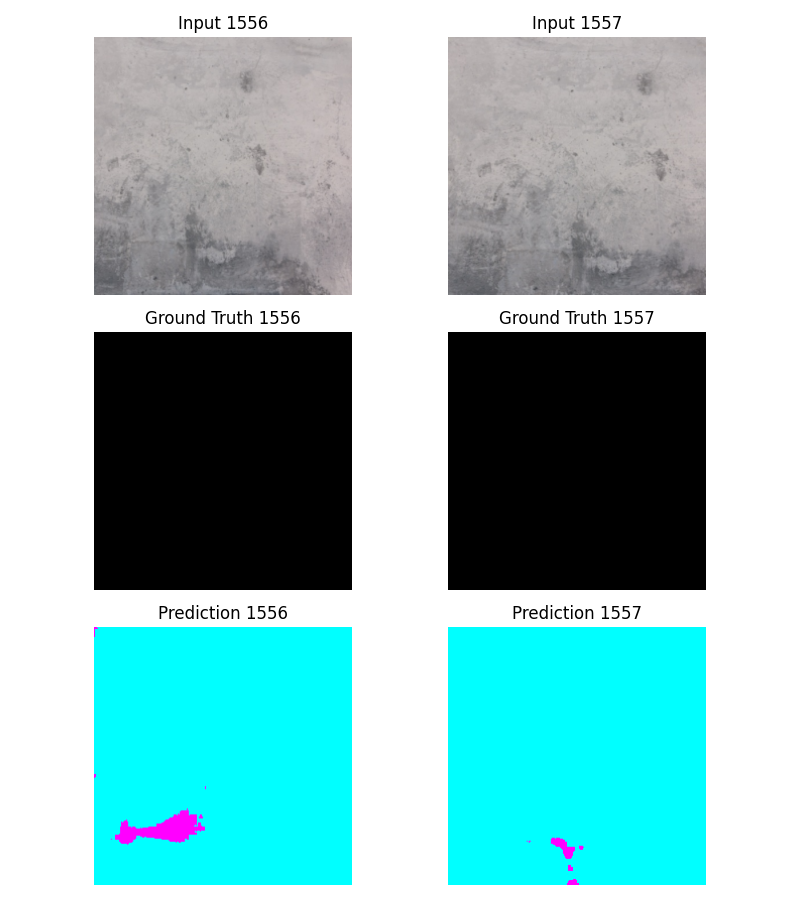 Input 1556
Input 1557
Ground Truth 1556
Ground Truth 1557
Prediction 1556
Prediction 1557